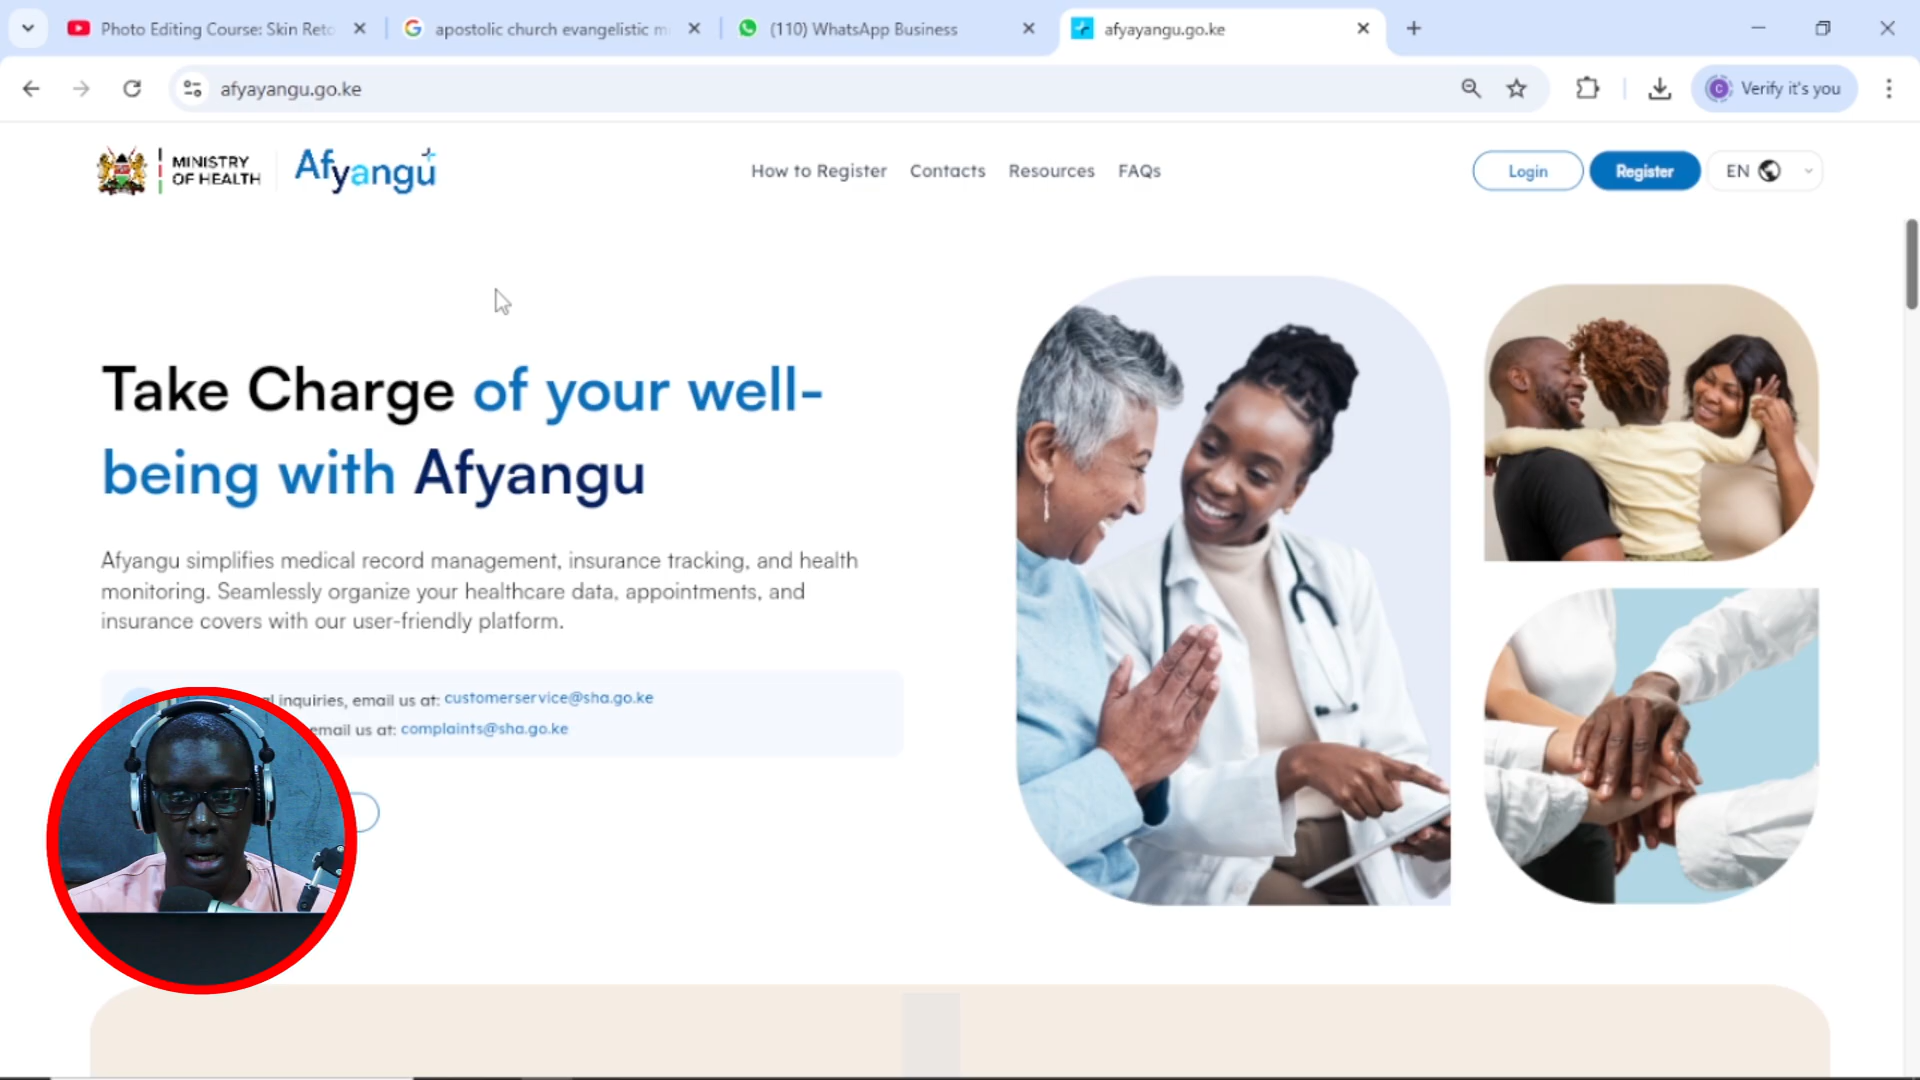 Photo Editing Course: Skin Reto
apostolic church evangelistic m
(110) WhatsApp Business
afyayangu.go.ke
afyayangu.go.ke
Verify it's you
MINISTRY
OF HEALTH
Afyangu
How to Register
Contacts
Resources
FAQs
Login
Register
EN
Take Charge of your well-
being with Afyangu
Afyangu simplifies medical record management, insurance tracking, and health
monitoring. Seamlessly organize your healthcare data, appointments, and
insurance covers with our user-friendly platform.
inquiries, email us at: customerservice@sha.go.ke
email us at: complaints@sha.go.ke